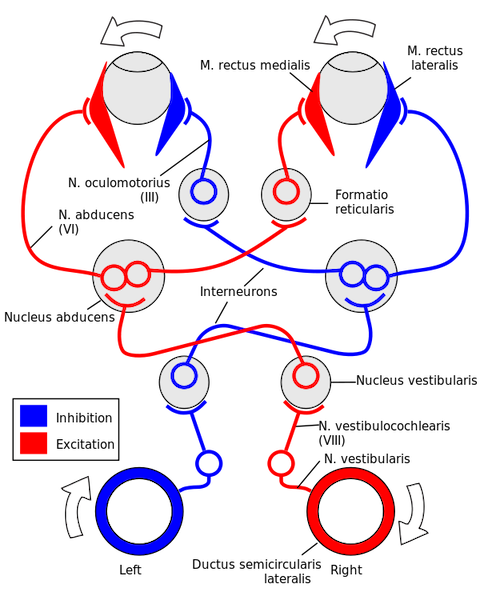 M. rectus
lateralis
M. rectus medialis
N. oculomotorius
(III)
Formatio
reticularis
N. abducens
(VI)
Interneurons
Nucleus abducens
Nucleus vestibularis
Inhibition
Excitation
N. vestibulocochlearis
(VIII)
N. vestibularis
Ductus semicircularis
lateralis
Left
Right